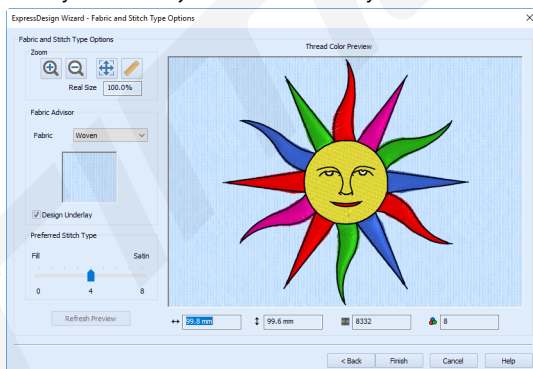 ExpressDesign Wizard - Fabric and Stitch Type Options
Fabric and Stitch Type Options
Zoom
Real Size 100.0%
Fabric Advisor
Fabric Woven
Design Underlay
Preferred Stitch Type
Fill Satin
0 4 8
Refresh Preview
Thread Color Preview
99.8 mm 99.6 mm 8332 8
< Back Finish Cancel Help